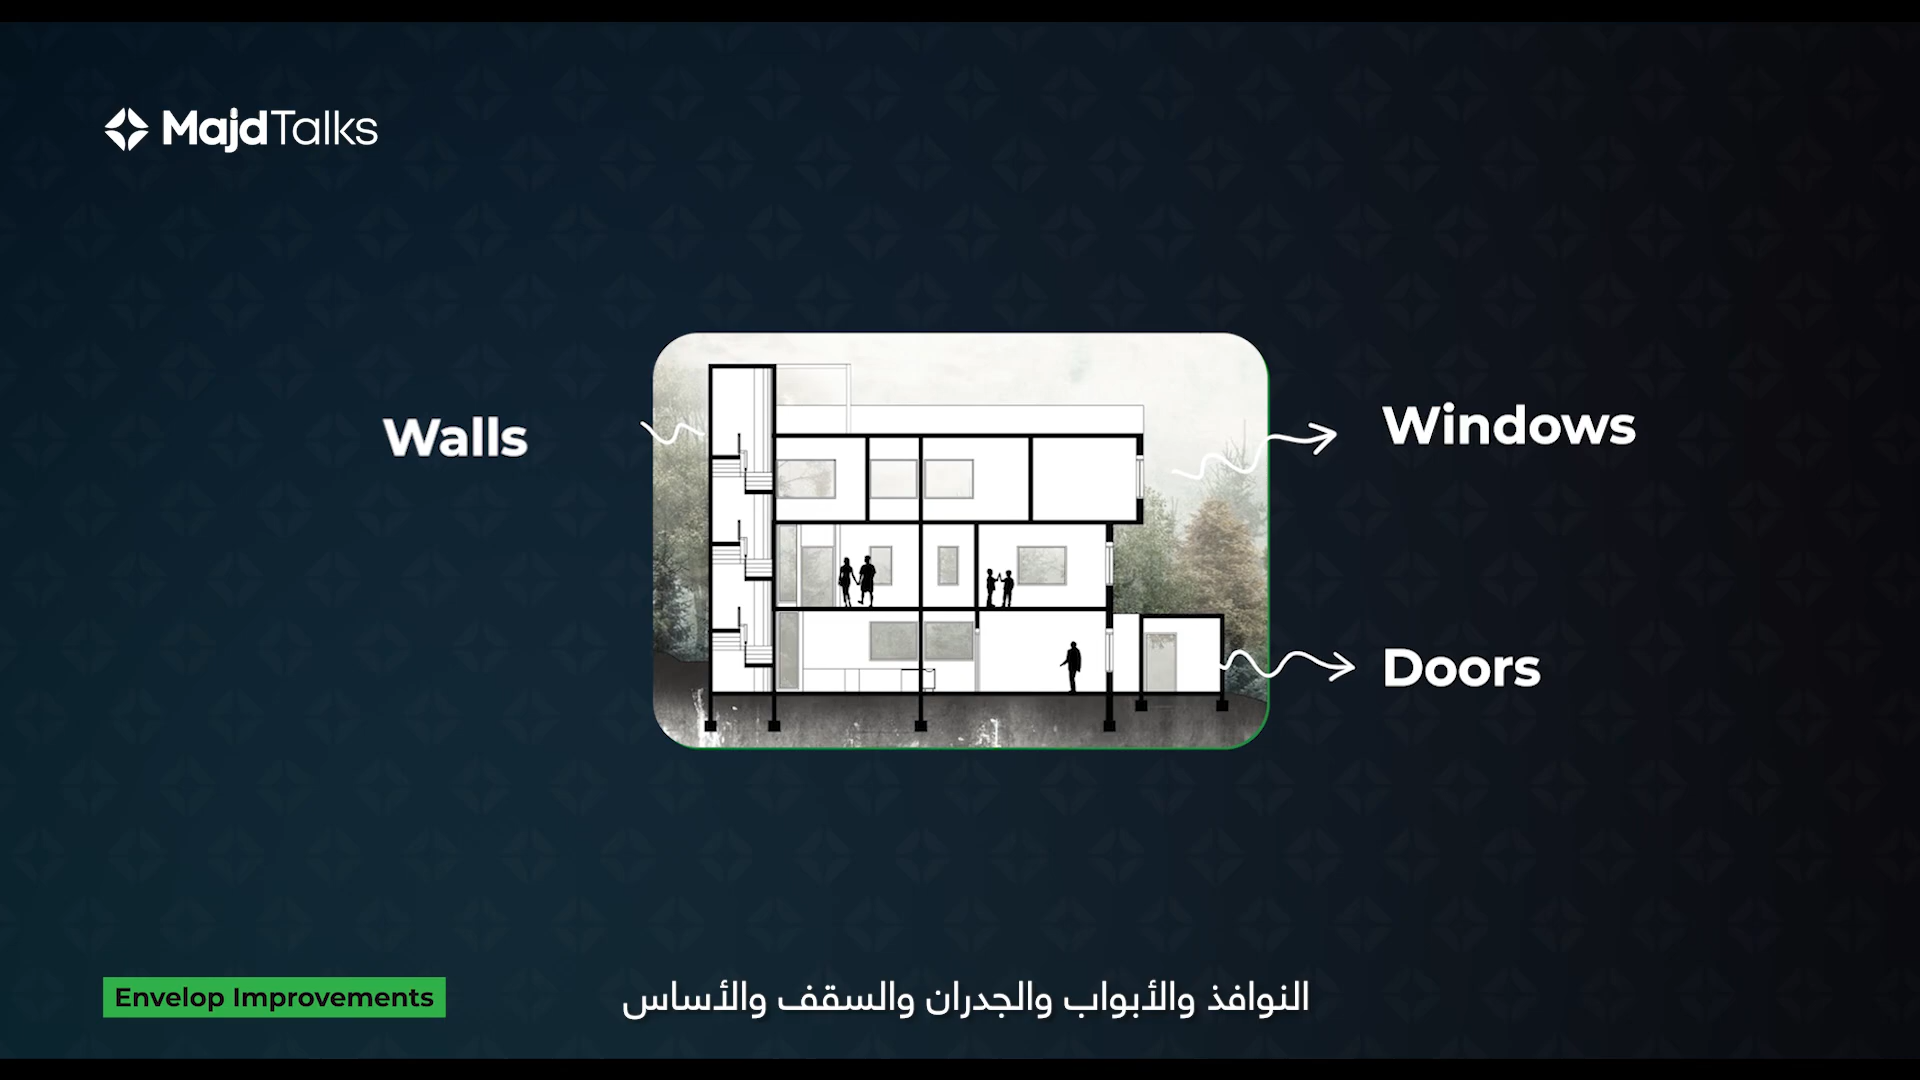 MajdTalks
Walls
Windows
Doors
Envelop Improvements
النوافذ والأبواب والجدران والسقف والأساس